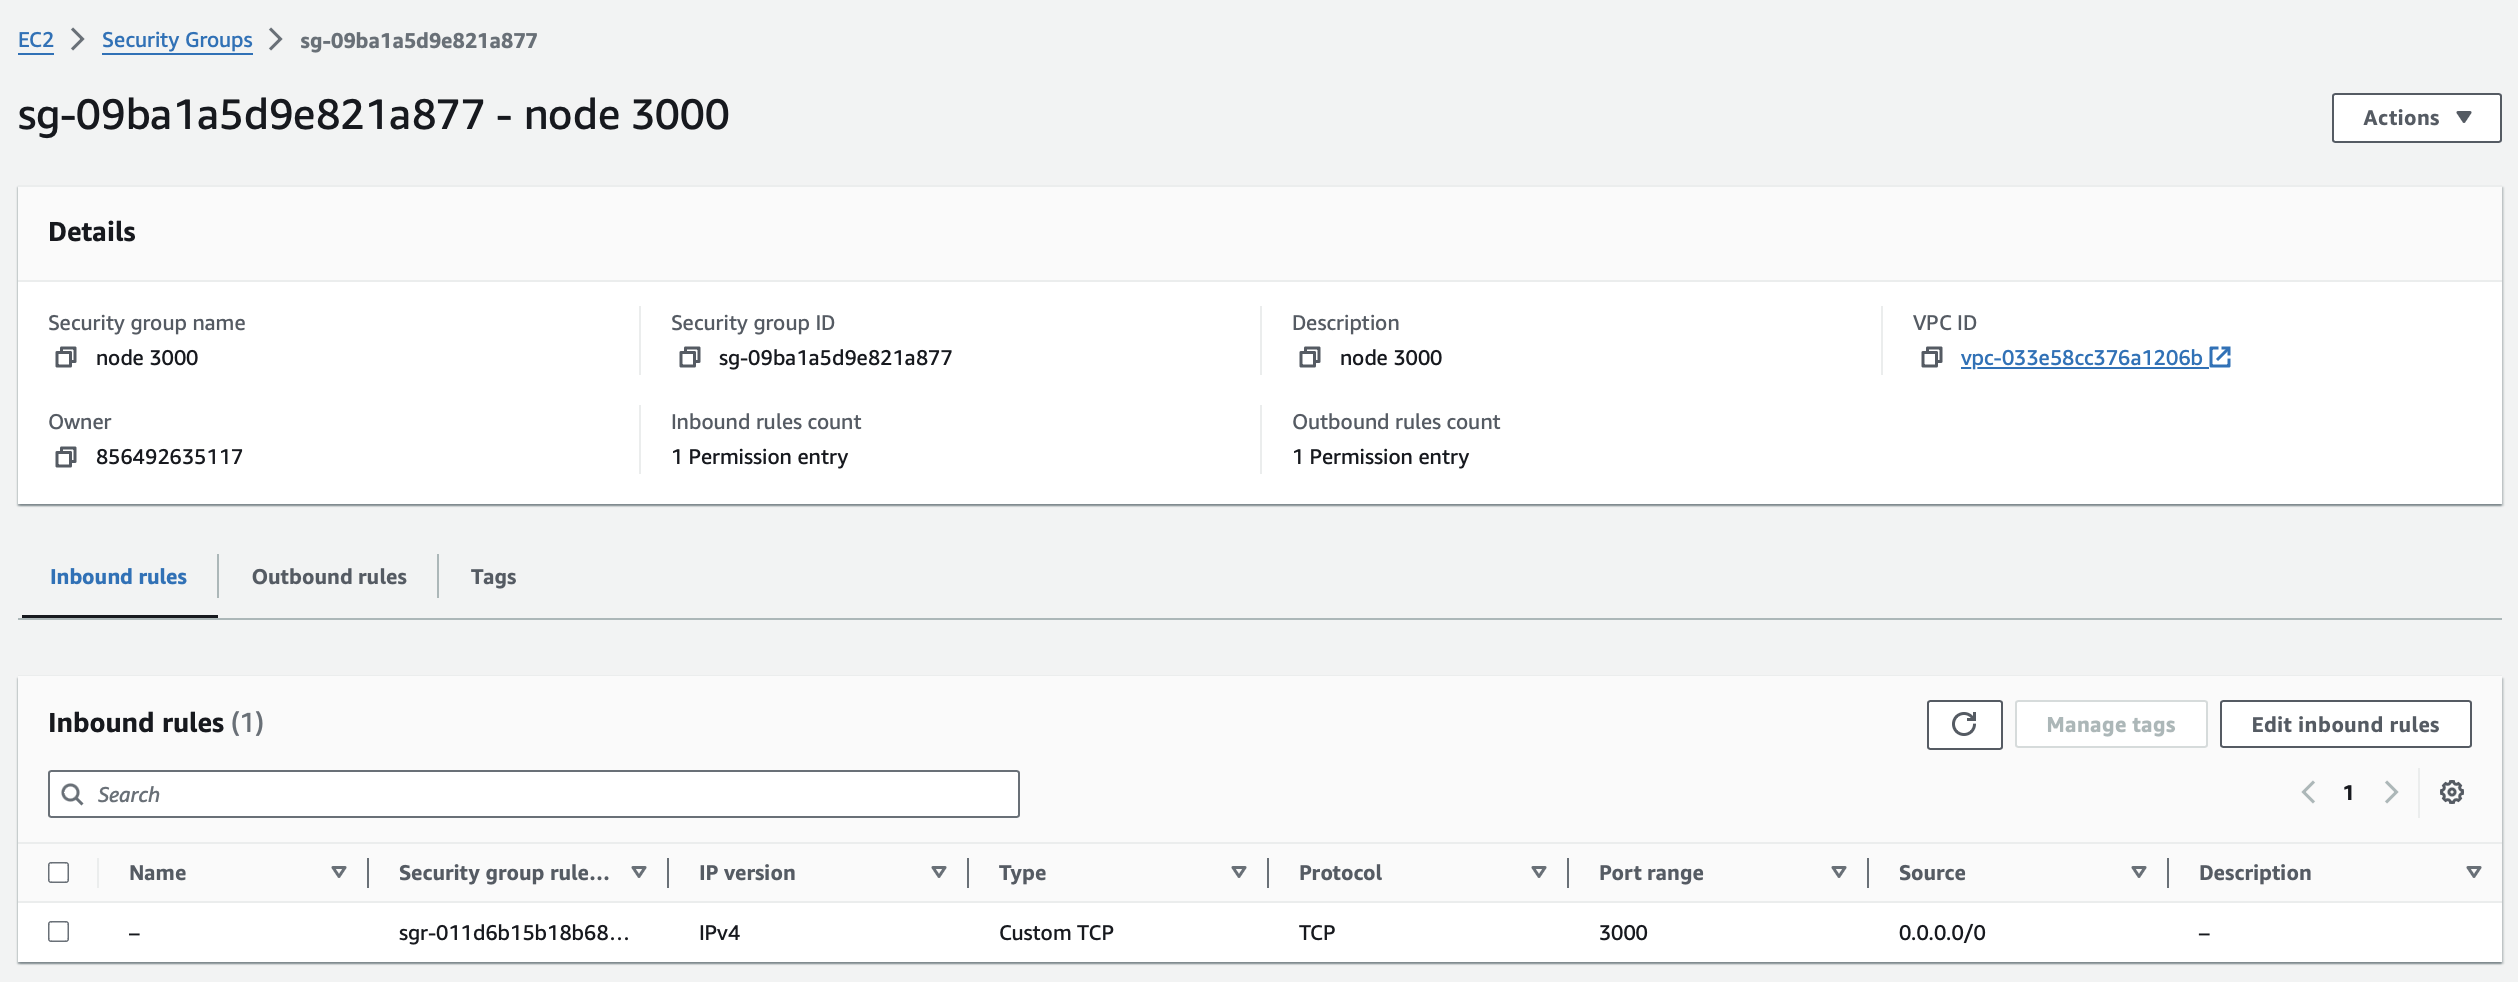 EC2 > Security Groups > sg-09ba1a5d9e821a877
sg-09ba1a5d9e821a877 - node 3000
Actions
Details
Security group name
node 3000
Security group ID
sg-09ba1a5d9e821a877
Description
node 3000
VPC ID
vpc-033e58cc376a1206b
Owner
856492635117
Inbound rules count
1 Permission entry
Outbound rules count
1 Permission entry
Inbound rules Outbound rules Tags
Inbound rules (1)
Manage tags
Edit inbound rules
Search
1
Name Security group rule... IP version Type Protocol Port range Source Description
– sgr-011d6b15b18b68... IPv4 Custom TCP TCP 3000 0.0.0.0/0 –